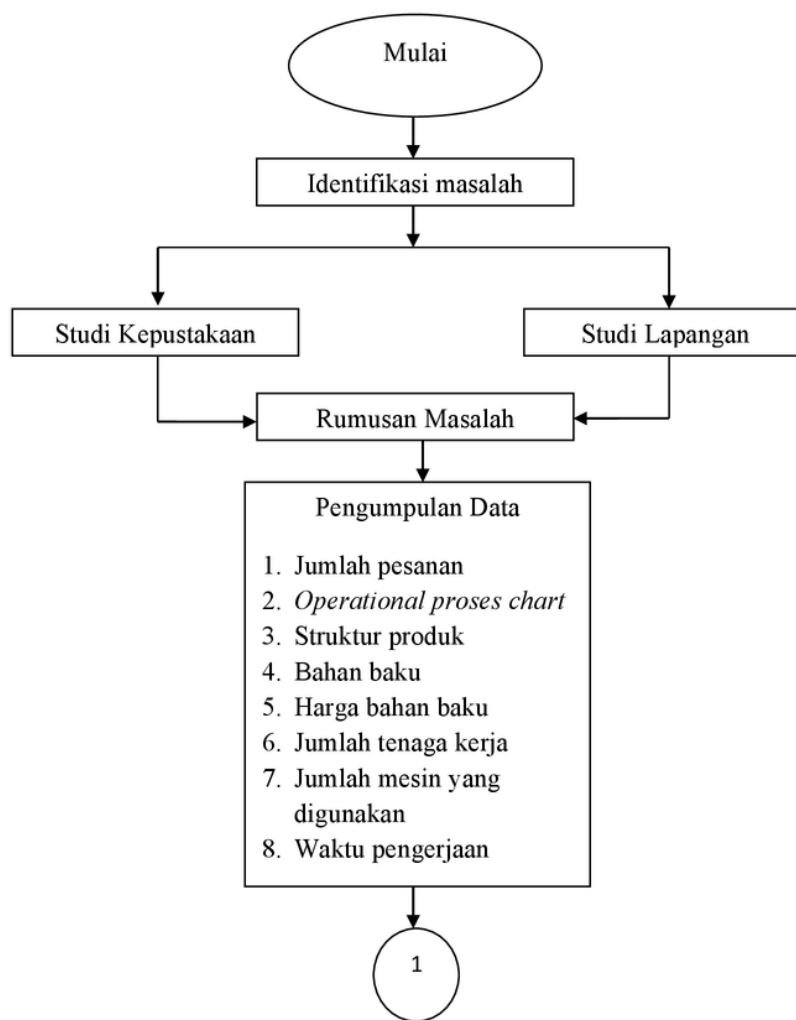 Mulai
Identifikasi masalah
Studi Kepustakaan
Studi Lapangan
Rumusan Masalah
Pengumpulan Data
1. Jumlah pesanan
2. Operational proses chart
3. Struktur produk
4. Bahan baku
5. Harga bahan baku
6. Jumlah tenaga kerja
7. Jumlah mesin yang
digunakan
8. Waktu pengerjaan
1